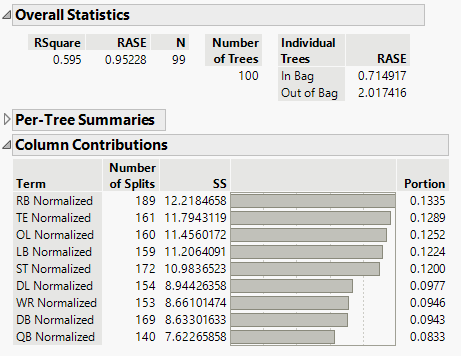 Overall Statistics
RSquare RASE N
0.595 0.95228 99
Number of Trees
100
Individual Trees RASE
In Bag 0.714917
Out of Bag 2.017416
Per-Tree Summaries
Column Contributions
Term Number of Splits SS Portion
RB Normalized 189 12.2184658 0.1335
TE Normalized 161 11.7943119 0.1289
OL Normalized 160 11.4560172 0.1252
LB Normalized 159 11.2064091 0.1224
ST Normalized 172 10.9836523 0.1200
DL Normalized 154 8.94426358 0.0977
WR Normalized 153 8.66101474 0.0946
DB Normalized 169 8.63301633 0.0943
QB Normalized 140 7.62265858 0.0833